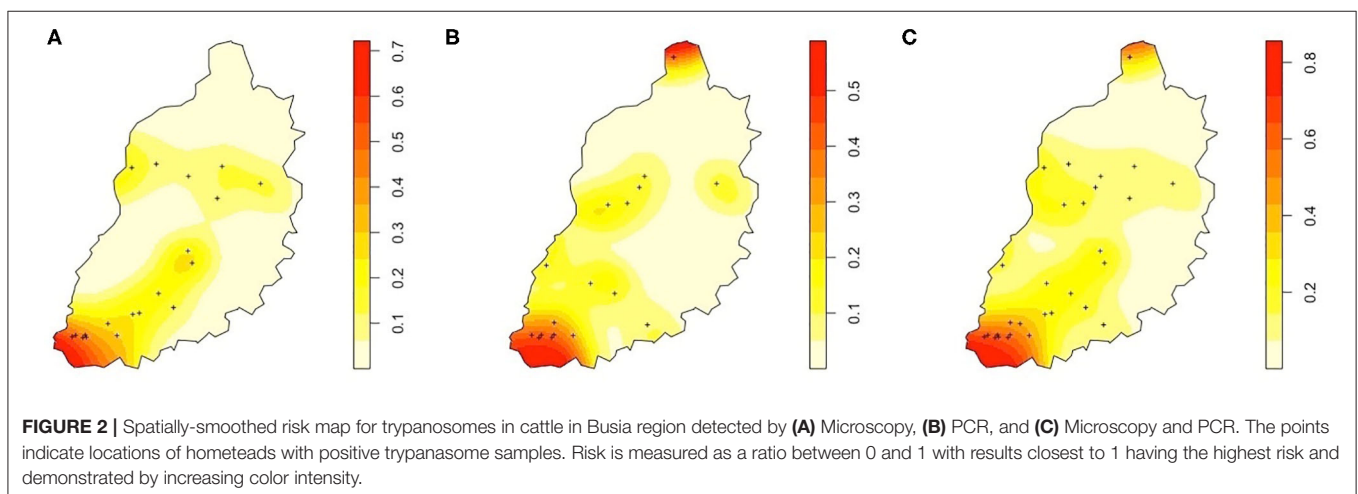 A
0.7
0.6
0.5
0.4
0.3
0.2
0.1
B
0.5
0.4
0.3
0.2
0.1
C
0.8
0.6
0.4
0.2
FIGURE 2 | Spatially-smoothed risk map for trypanosomes in cattle in Busia region detected by (A) Microscopy, (B) PCR, and (C) Microscopy and PCR. The points
indicate locations of hometeads with positive trypanasome samples. Risk is measured as a ratio between 0 and 1 with results closest to 1 having the highest risk and
demonstrated by increasing color intensity.